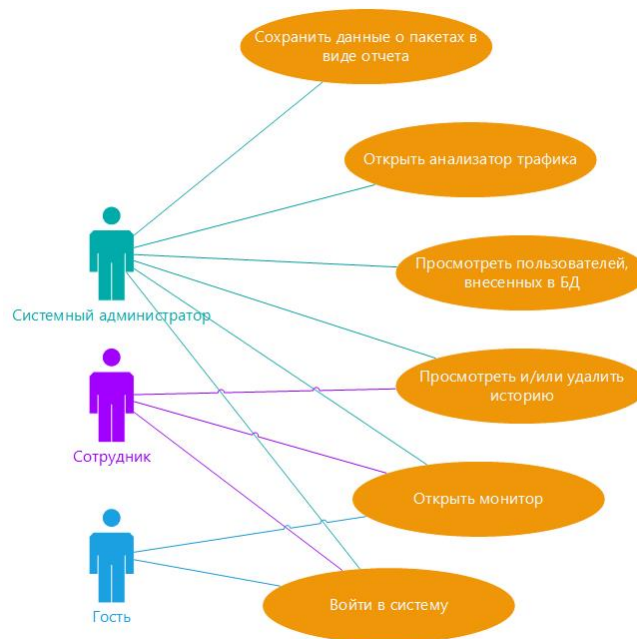 Сохранить данные о пакетах в
виде отчета
Открыть анализатор трафика
Просмотреть пользователей,
внесенных в БД
Системный администратор
Просмотреть и/или удалить
историю
Сотрудник
Открыть монитор
Войти в систему
Гость